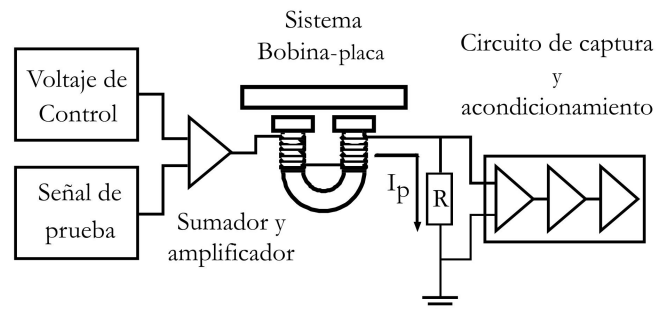 Sistema
Bobina-placa
Circuito de captura
y
acondicionamiento
Voltaje de
Control
Señal de
prueba
Sumador y
amplificador
Ip
R